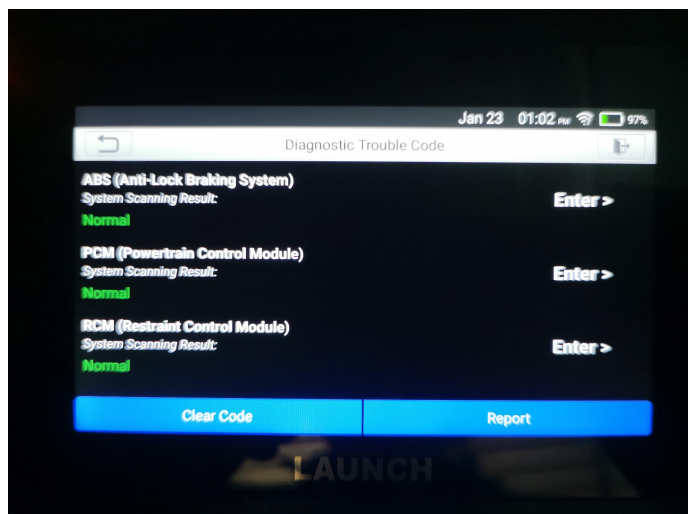 Jan 23 01:02 PM 97%
Diagnostic Trouble Code
ABS (Anti-Lock Braking System)
System Scanning Result:
Enter >
Normal
PCM (Powertrain Control Module)
System Scanning Result:
Enter >
Normal
RCM (Restraint Control Module)
System Scanning Result:
Enter >
Normal
Clear Code Report
LAUNCH